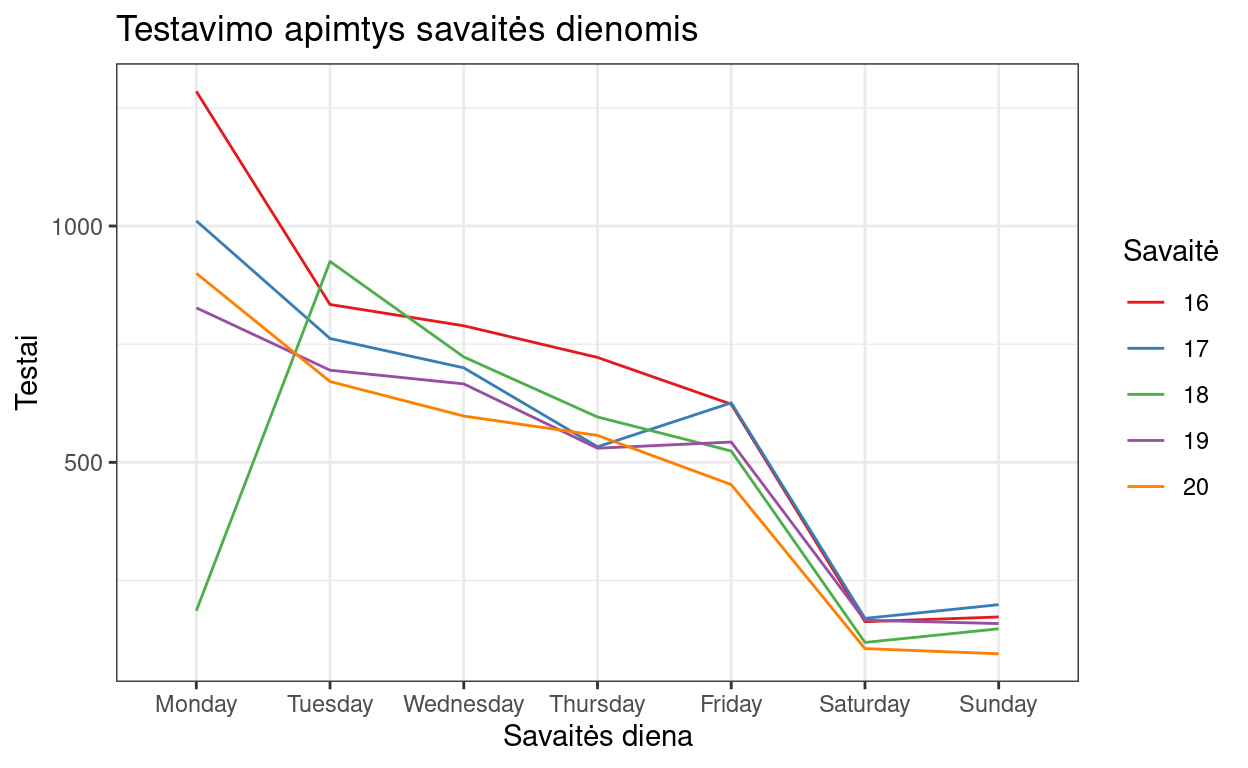 Testavimo apimtys savaitės dienomis
Testai
1000
500
Monday
Tuesday
Wednesday
Thursday
Friday
Saturday
Sunday
Savaitės diena
Savaitė
16
17
18
19
20